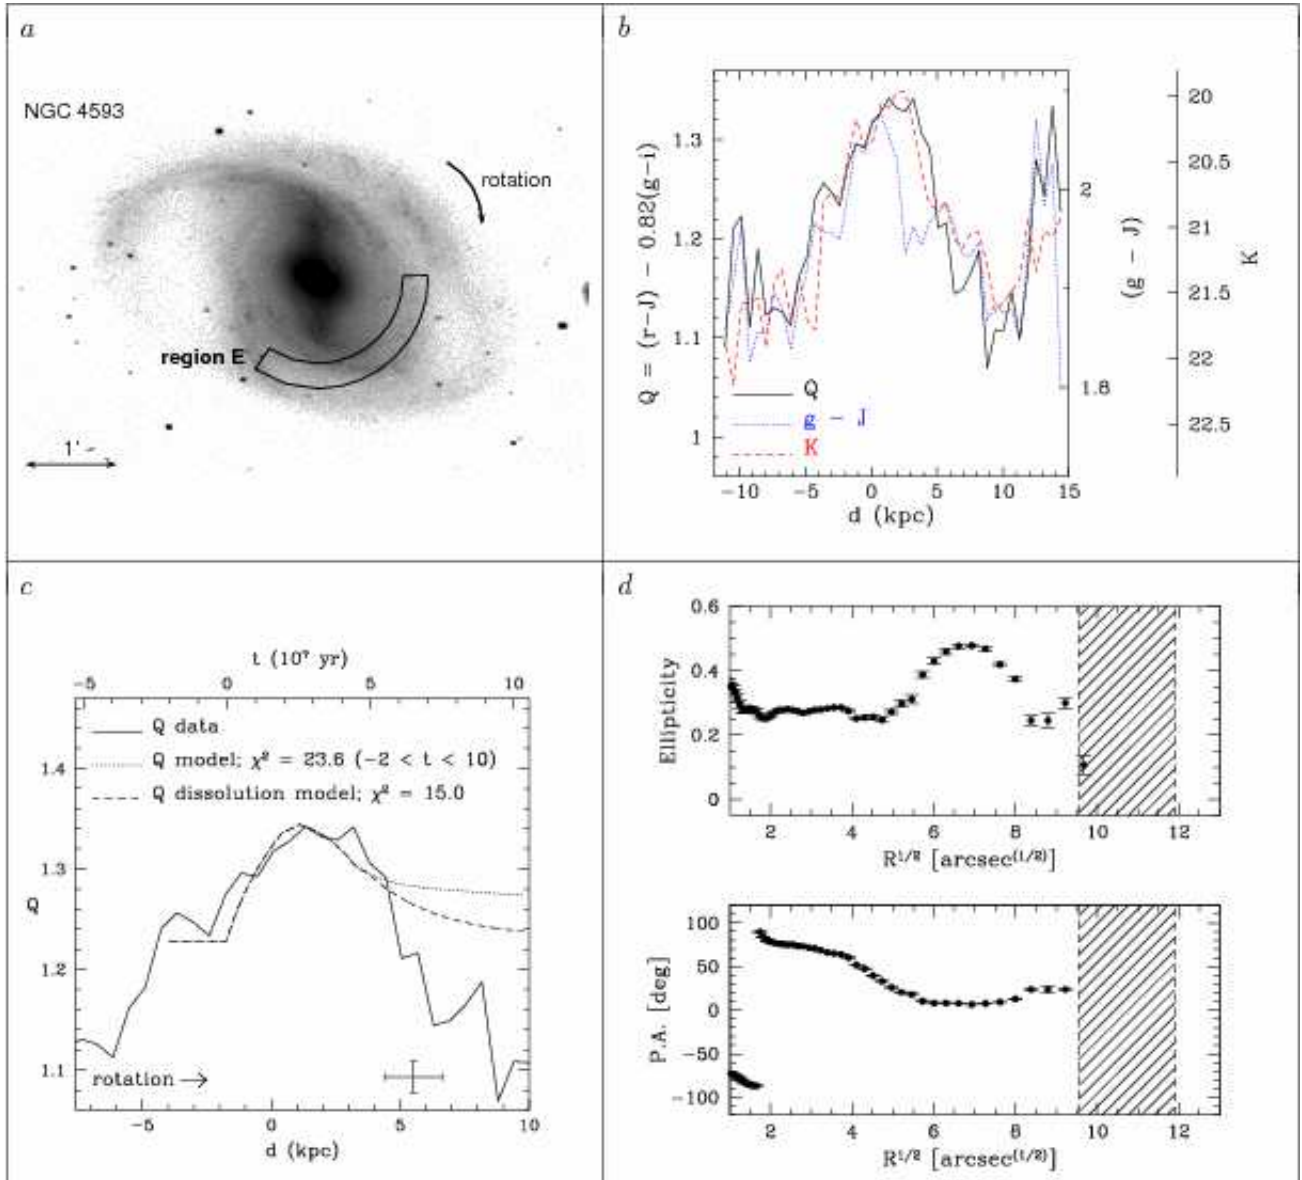 a
NGC 4593
rotation
region E
1'
b
Q = (r-J) - 0.82(g-i)
1.3
1.2
1.1
1
Q
g - J
K
-10 -5 0 5 10 15
d (kpc)
2
1.8
(g - J)
20
20.5
21
21.5
22
22.5
K
c
t (10⁷ yr)
-5 0 5 10
Q data
Q model; χ² = 23.6 (-2 < t < 10)
Q dissolution model; χ² = 15.0
1.4
1.3
1.2
1.1
Q
rotation →
-5 0 5 10
d (kpc)
d
Ellipticity
0.6
0.4
0.2
0
2 4 6 8 10 12
R^1/2 [arcsec^(1/2)]
P.A. [deg]
100
50
0
-50
-100
2 4 6 8 10 12
R^1/2 [arcsec^(1/2)]